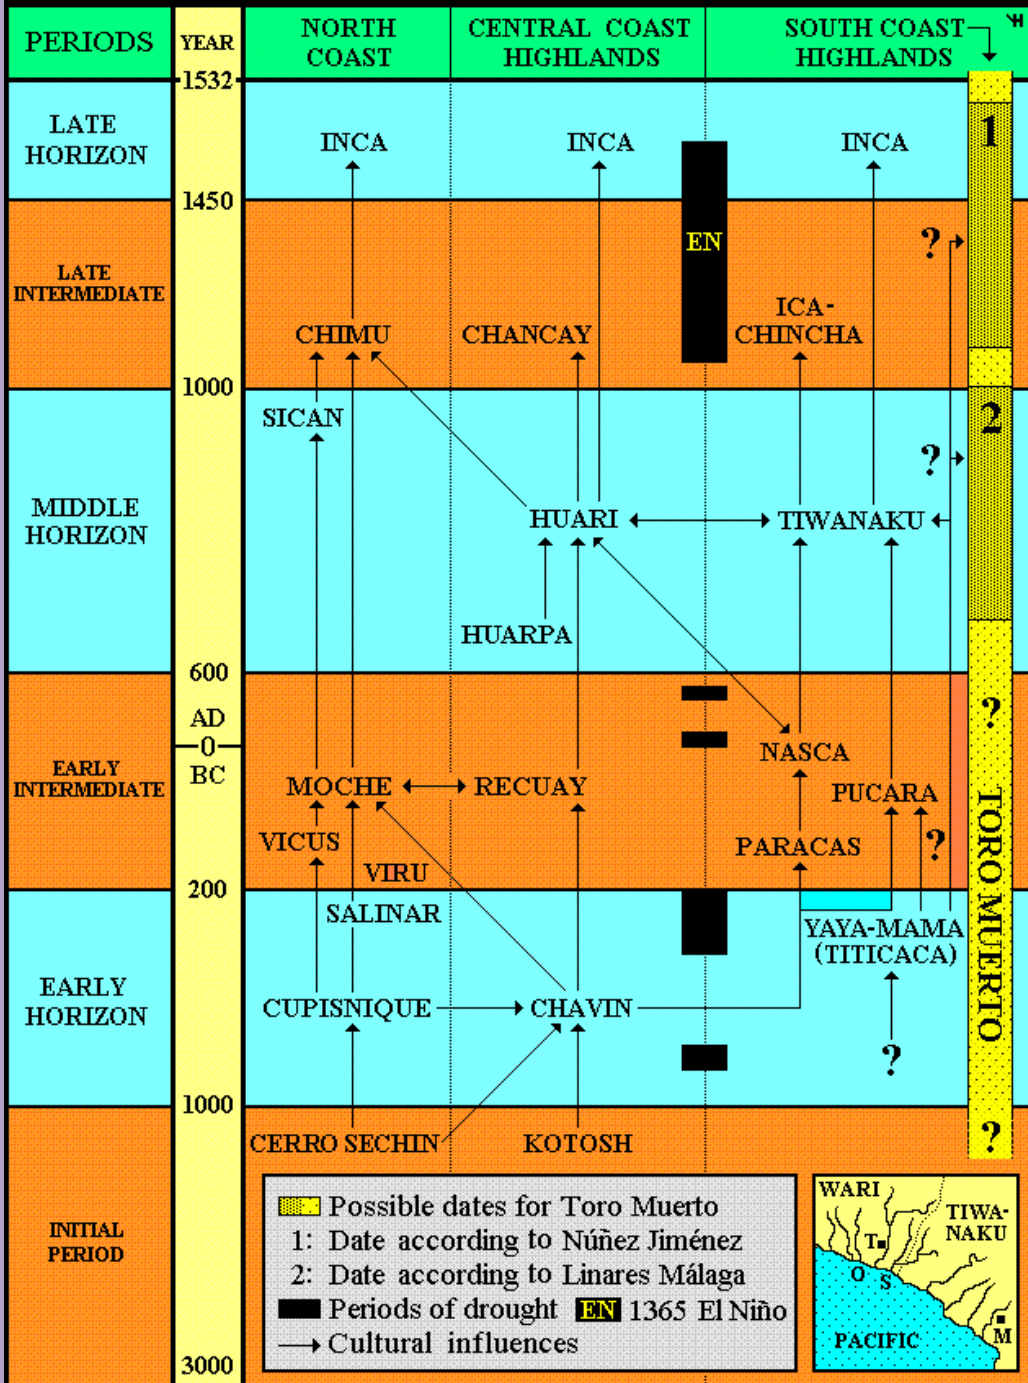 PERIODS
YEAR
NORTH
COAST
CENTRAL COAST
HIGHLANDS
SOUTH COAST
HIGHLANDS
1532
LATE
HORIZON
INCA
INCA
INCA
1
1450
EN
?
LATE
INTERMEDIATE
ICA-
CHINCHA
CHIMU
CHANCAY
1000
SICAN
2
?
MIDDLE
HORIZON
HUARI
TIWANAKU
HUARPA
600
AD
0
BC
?
NASCA
EARLY
INTERMEDIATE
MOCHE
RECUAY
PUCARA
VICUS
PARACAS
?
VIRU
200
SALINAR
YAYA-MAMA
(TITICACA)
TORO MUERTO
EARLY
HORIZON
CUPISNIQUE
CHAVIN
?
1000
CERRO SECHIN
KOTOSH
?
INITIAL
PERIOD
3000
Possible dates for Toro Muerto
1: Date according to Núñez Jiménez
2: Date according to Linares Málaga
Periods of drought EN 1365 El Niño
Cultural influences
WARI
TIWA-
NAKU
T
O
S
M
PACIFIC